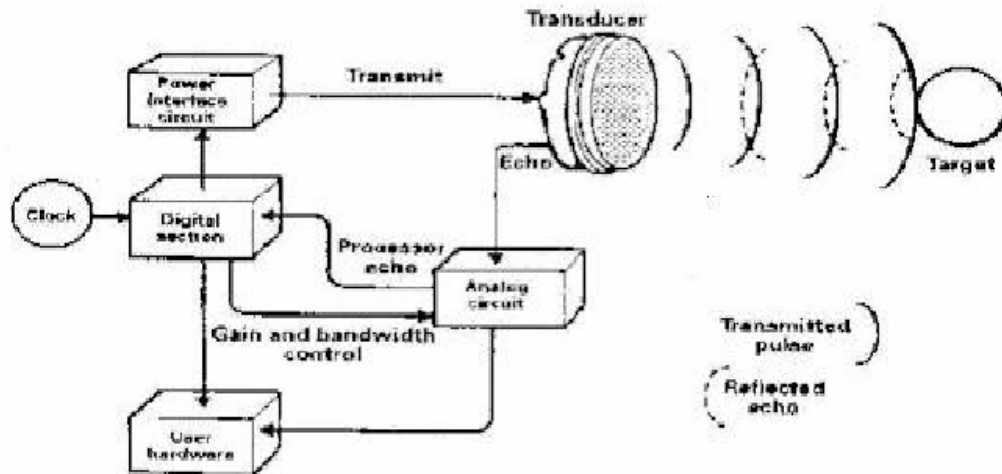 Transducer
Power
Interface
circuit
Transmit
Echo
Target
Clock
Digital
section
Processor
echo
Analog
circuit
Gain and bandwidth
control
Transmitted
pulse
Reflected
echo
User
hardware